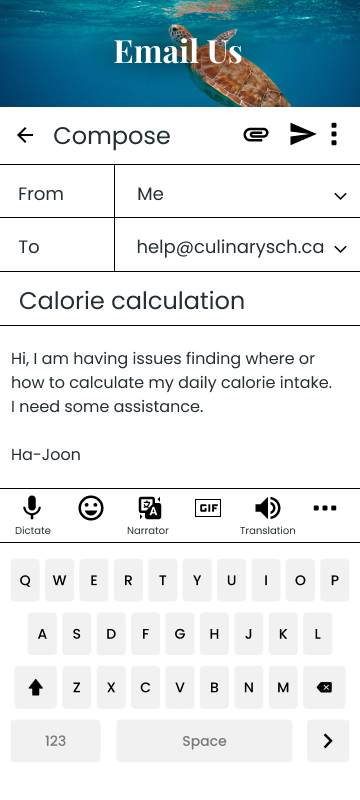 Email Us
Compose
From Me
To help@culinarysch.ca
Calorie calculation
Hi, I am having issues finding where or
how to calculate my daily calorie intake.
I need some assistance.
Ha-Joon
GIF
Dictate Narrator Translation
Q W E R T Y U I O P
A S D F G H J K L
Z X C V B N M
123 Space